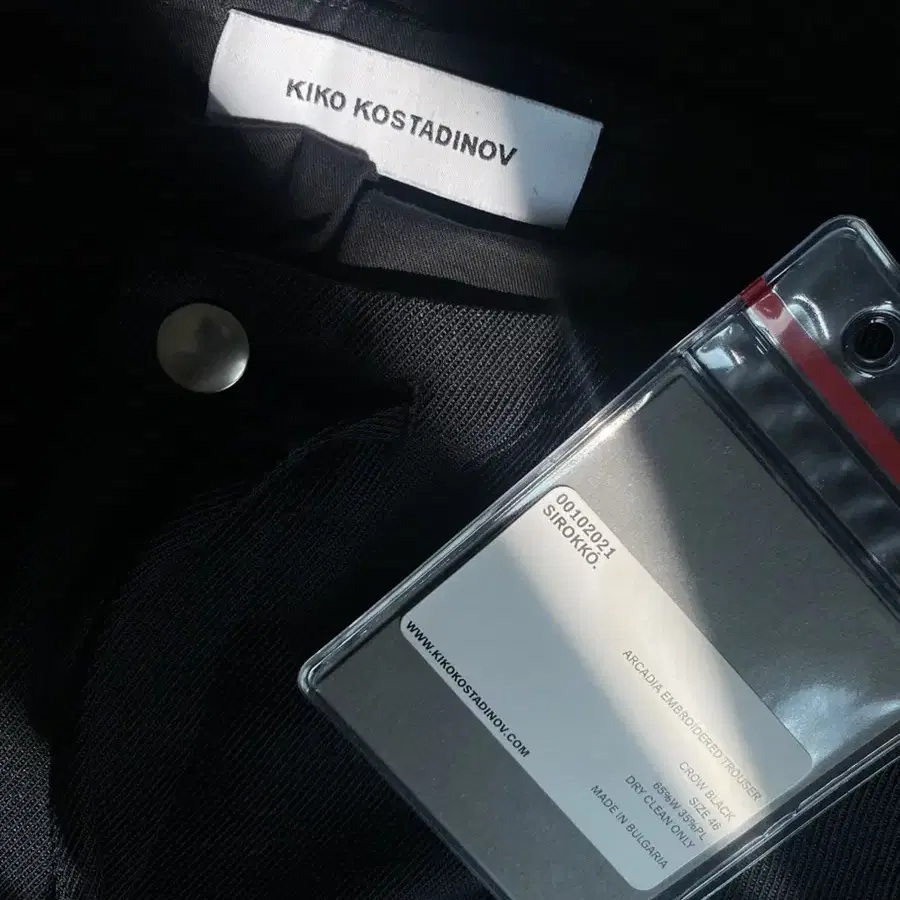 KIKO KOSTADINOV
00102021
SIROKKÓ.
WWW.KIKOKOSTADINOV.COM
ARCADIA EMBROIDERED TROUSER
CROW BLACK
SIZE 46
65%W 35%PL
DRY CLEAN ONLY
MADE IN BULGARIA